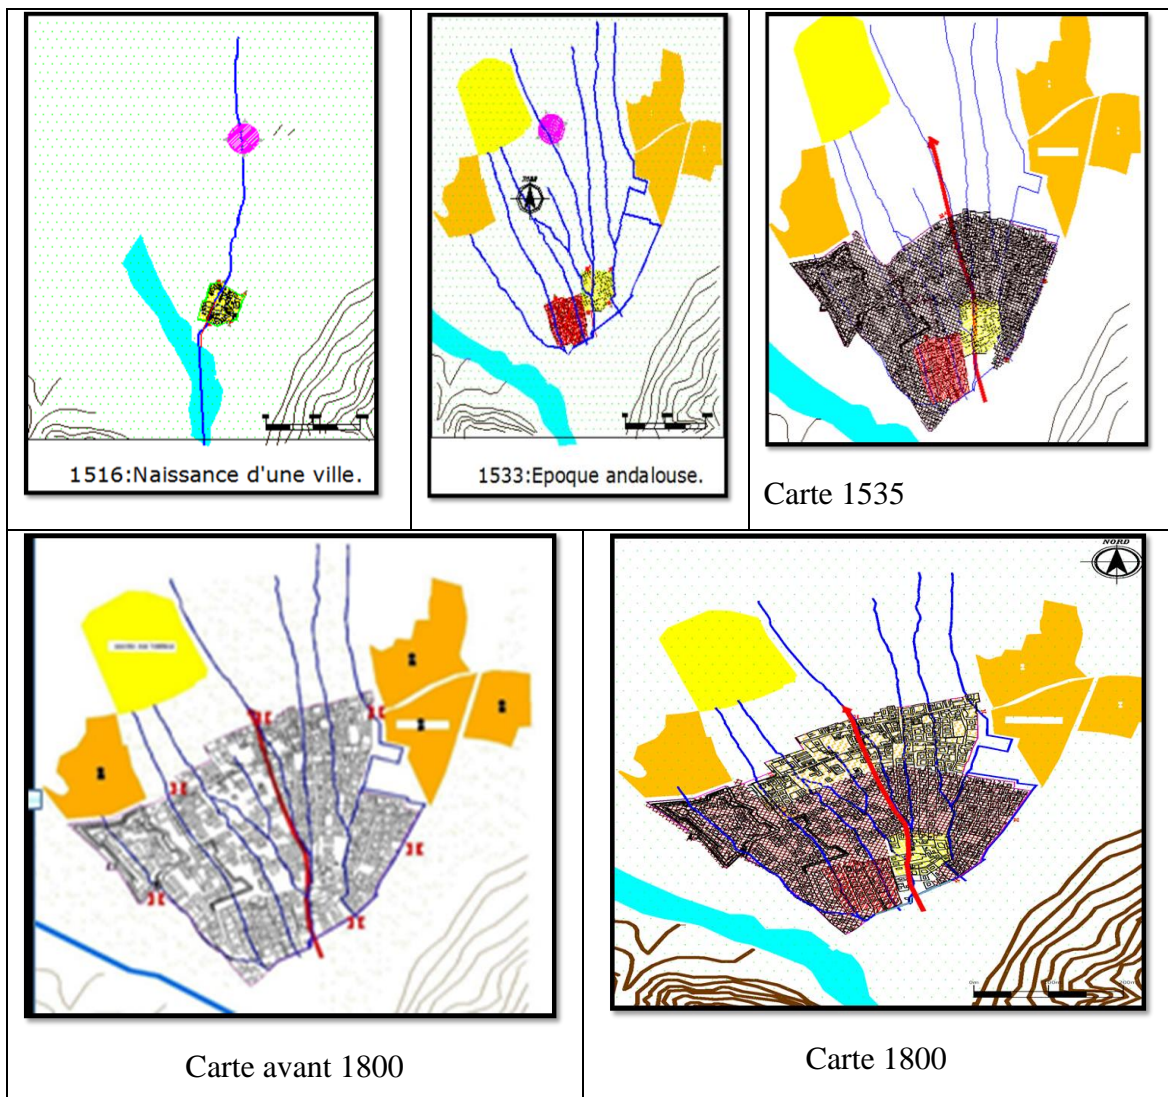 1516:Naissance d'une ville.
1533:Epoque andalouse.
Carte 1535
NORD
Carte avant 1800
Carte 1800